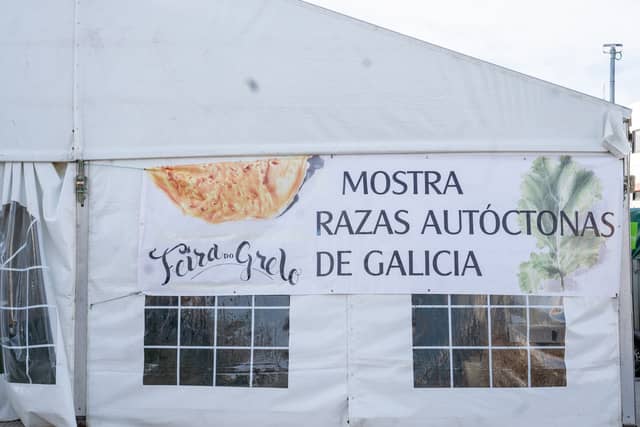 Feira do Grelo
MOSTRA
RAZAS AUTÓCTONAS
DE GALICIA